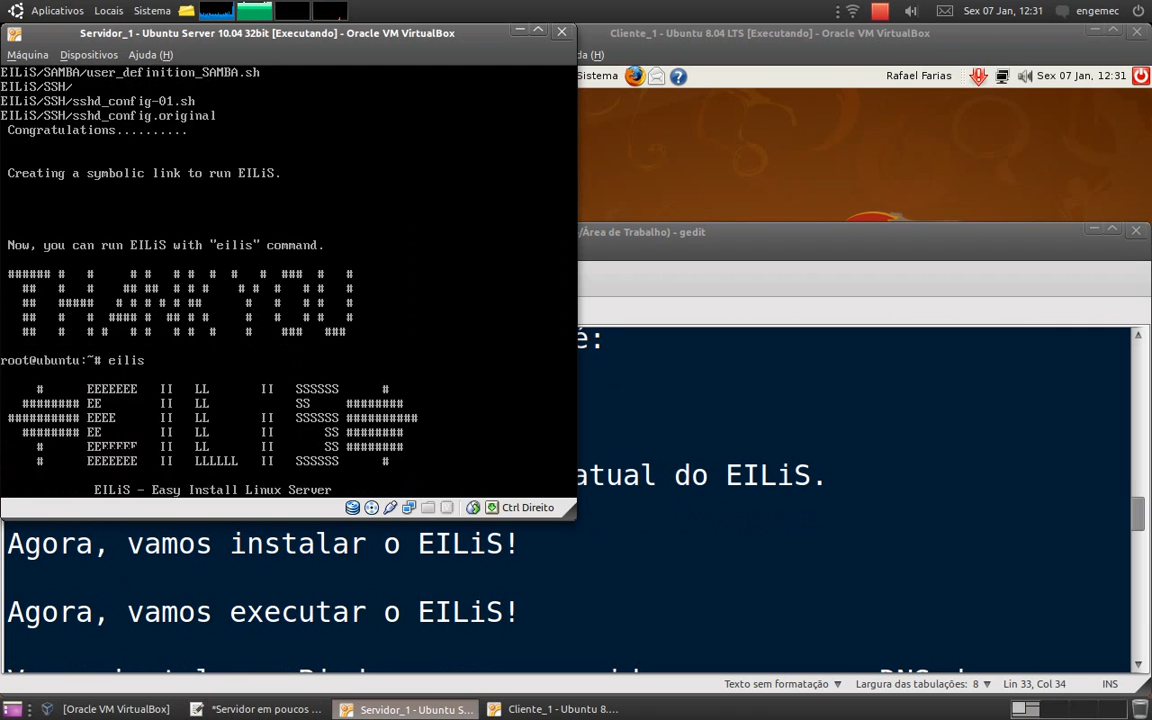 Aplicativos Locais Sistema
Sex 07 Jan, 12:31 engemec
Servidor_1 - Ubuntu Server 10.04 32bit [Executando] - Oracle VM VirtualBox
Máquina Dispositivos Ajuda (H)
EILiS/SAMBA/user_definition_SAMBA.sh
EILiS/SSH/
EILiS/SSH/sshd_config-01.sh
EILiS/SSH/sshd_config.original
Congratulations..........
Creating a symbolic link to run EILiS.
Now, you can run EILiS with "eilis" command.
THANK YOU
root@ubuntu:~# eilis
EILIS
EILiS - Easy Install Linux Server
Ctrl Direito
Cliente_1 - Ubuntu 8.04 LTS [Executando] - Oracle VM VirtualBox
da (H)
Sistema
Rafael Farias
Sex 07 Jan, 12:31
/Área de Trabalho) - gedit
é:
atual do EILiS.
Agora, vamos instalar o EILiS!
Agora, vamos executar o EILiS!
Texto sem formatação Largura das tabulações: 8 Lin 33, Col 34 INS
[Oracle VM VirtualBox]
*Servidor em poucos ...
Servidor_1 - Ubuntu S...
Cliente_1 - Ubuntu 8....